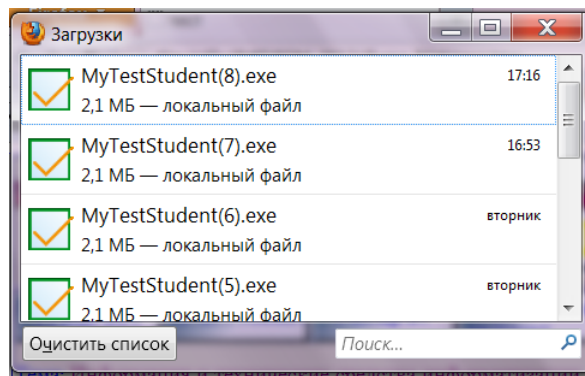 Загрузки
MyTestStudent(8).exe 17:16
2,1 МБ — локальный файл
MyTestStudent(7).exe 16:53
2,1 МБ — локальный файл
MyTestStudent(6).exe вторник
2,1 МБ — локальный файл
MyTestStudent(5).exe вторник
2,1 МБ — локальный файл
Очистить список Поиск...